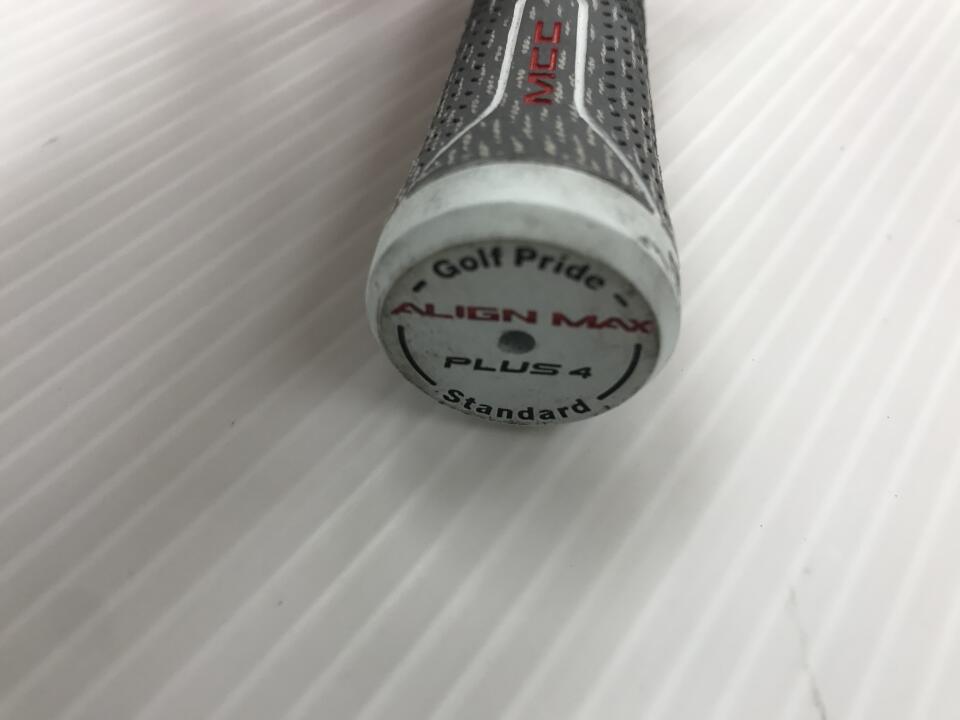 MCC
- Golf Pride -
ALIGN MAX
PLUS 4
Standard